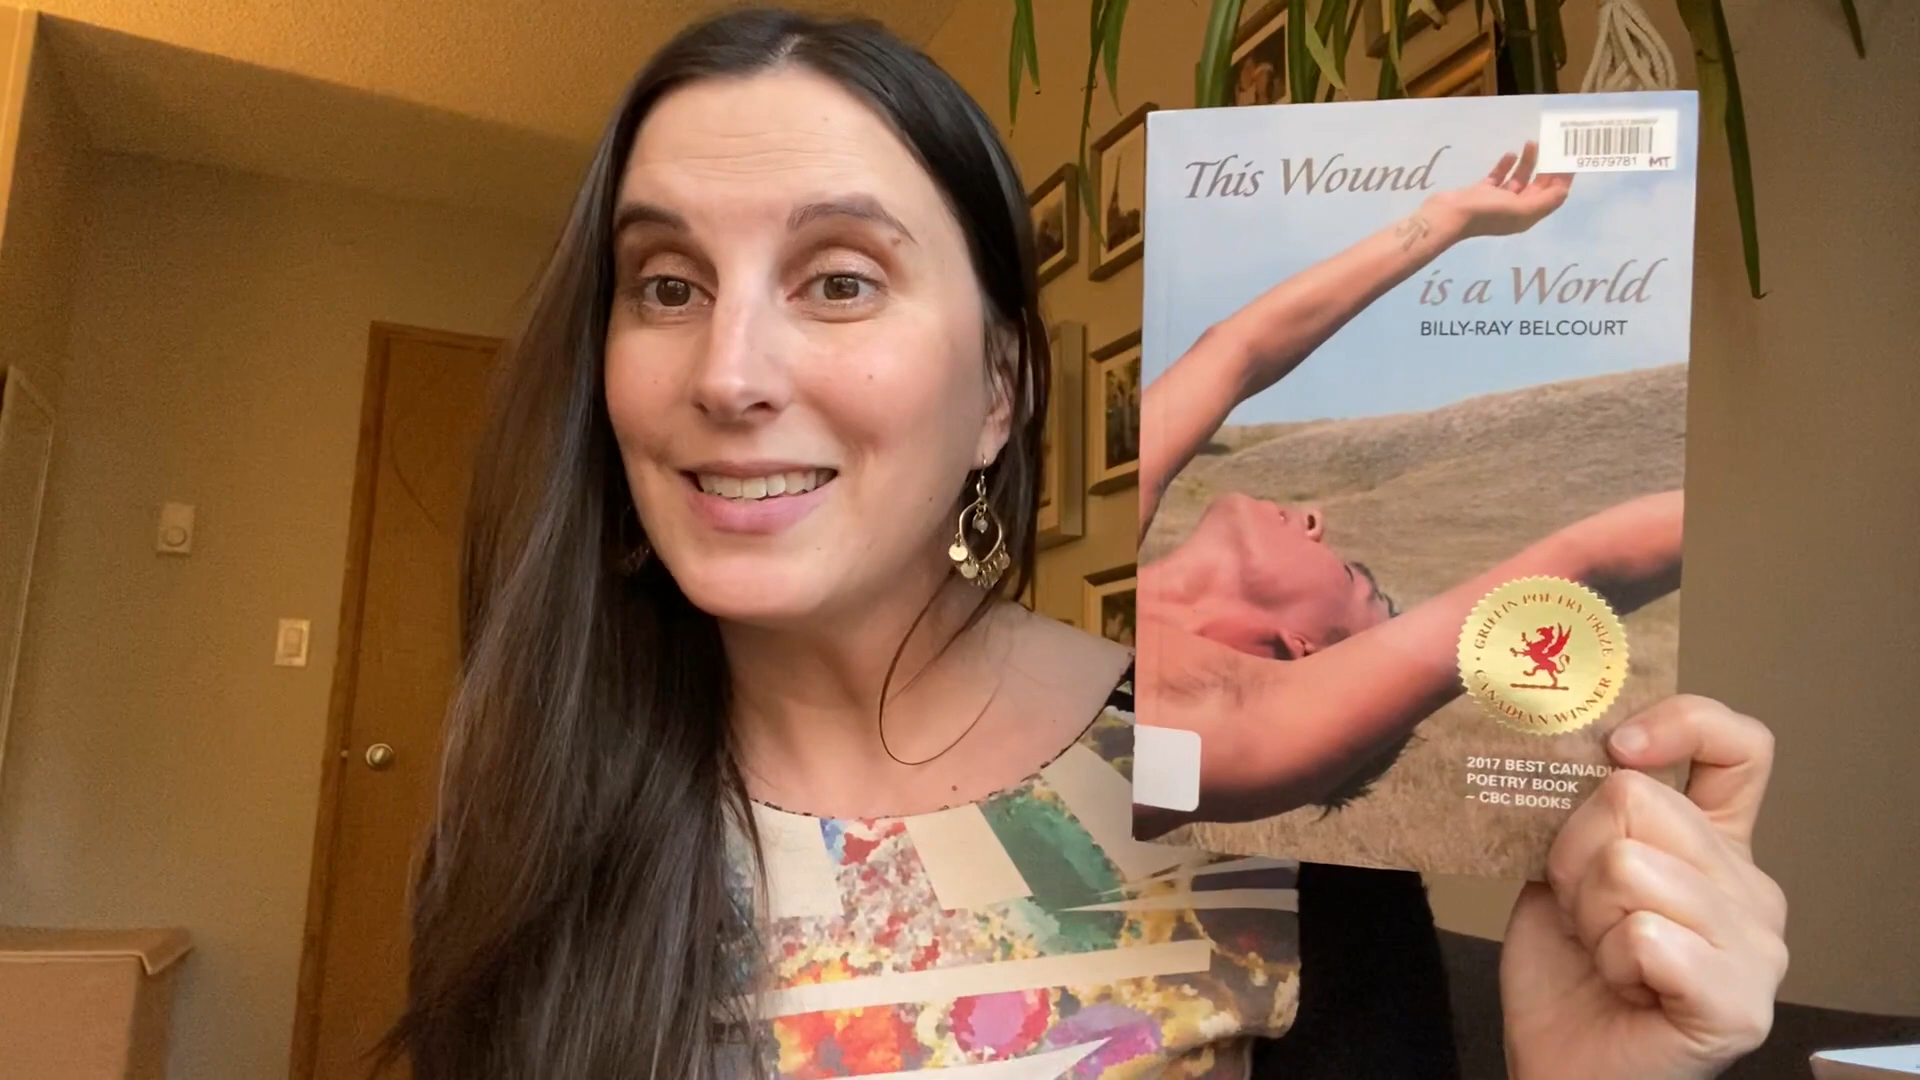 This Wound
is a World
BILLY-RAY BELCOURT
97679781 MT
GRIFFIN POETRY PRIZE
CANADIAN WINNER
2017 BEST
POETRY BOOK
– CBC BOOKS